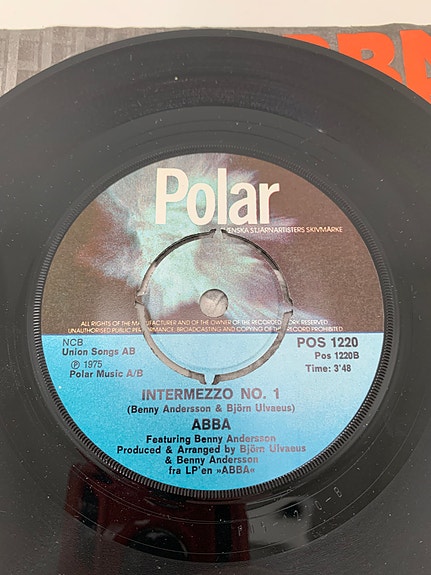 Polar
SVENSKA STJÄRNARTISTERS SKIVMÄRKE
ALL RIGHTS OF THE MANUFACTURER AND OF THE OWNER OF THE RECORDED WORK RESERVED.
UNAUTHORISED PUBLIC PERFORMANCE, BROADCASTING AND COPYING OF THIS RECORD PROHIBITED
NCB
Union Songs AB
Ⓟ 1975
Polar Music A/B
POS 1220
Pos 1220B
Time: 3'48
INTERMEZZO NO. 1
(Benny Andersson & Björn Ulvaeus)
ABBA
Featuring Benny Andersson
Produced & Arranged by Björn Ulvaeus
& Benny Andersson
fra LP'en »ABBA«